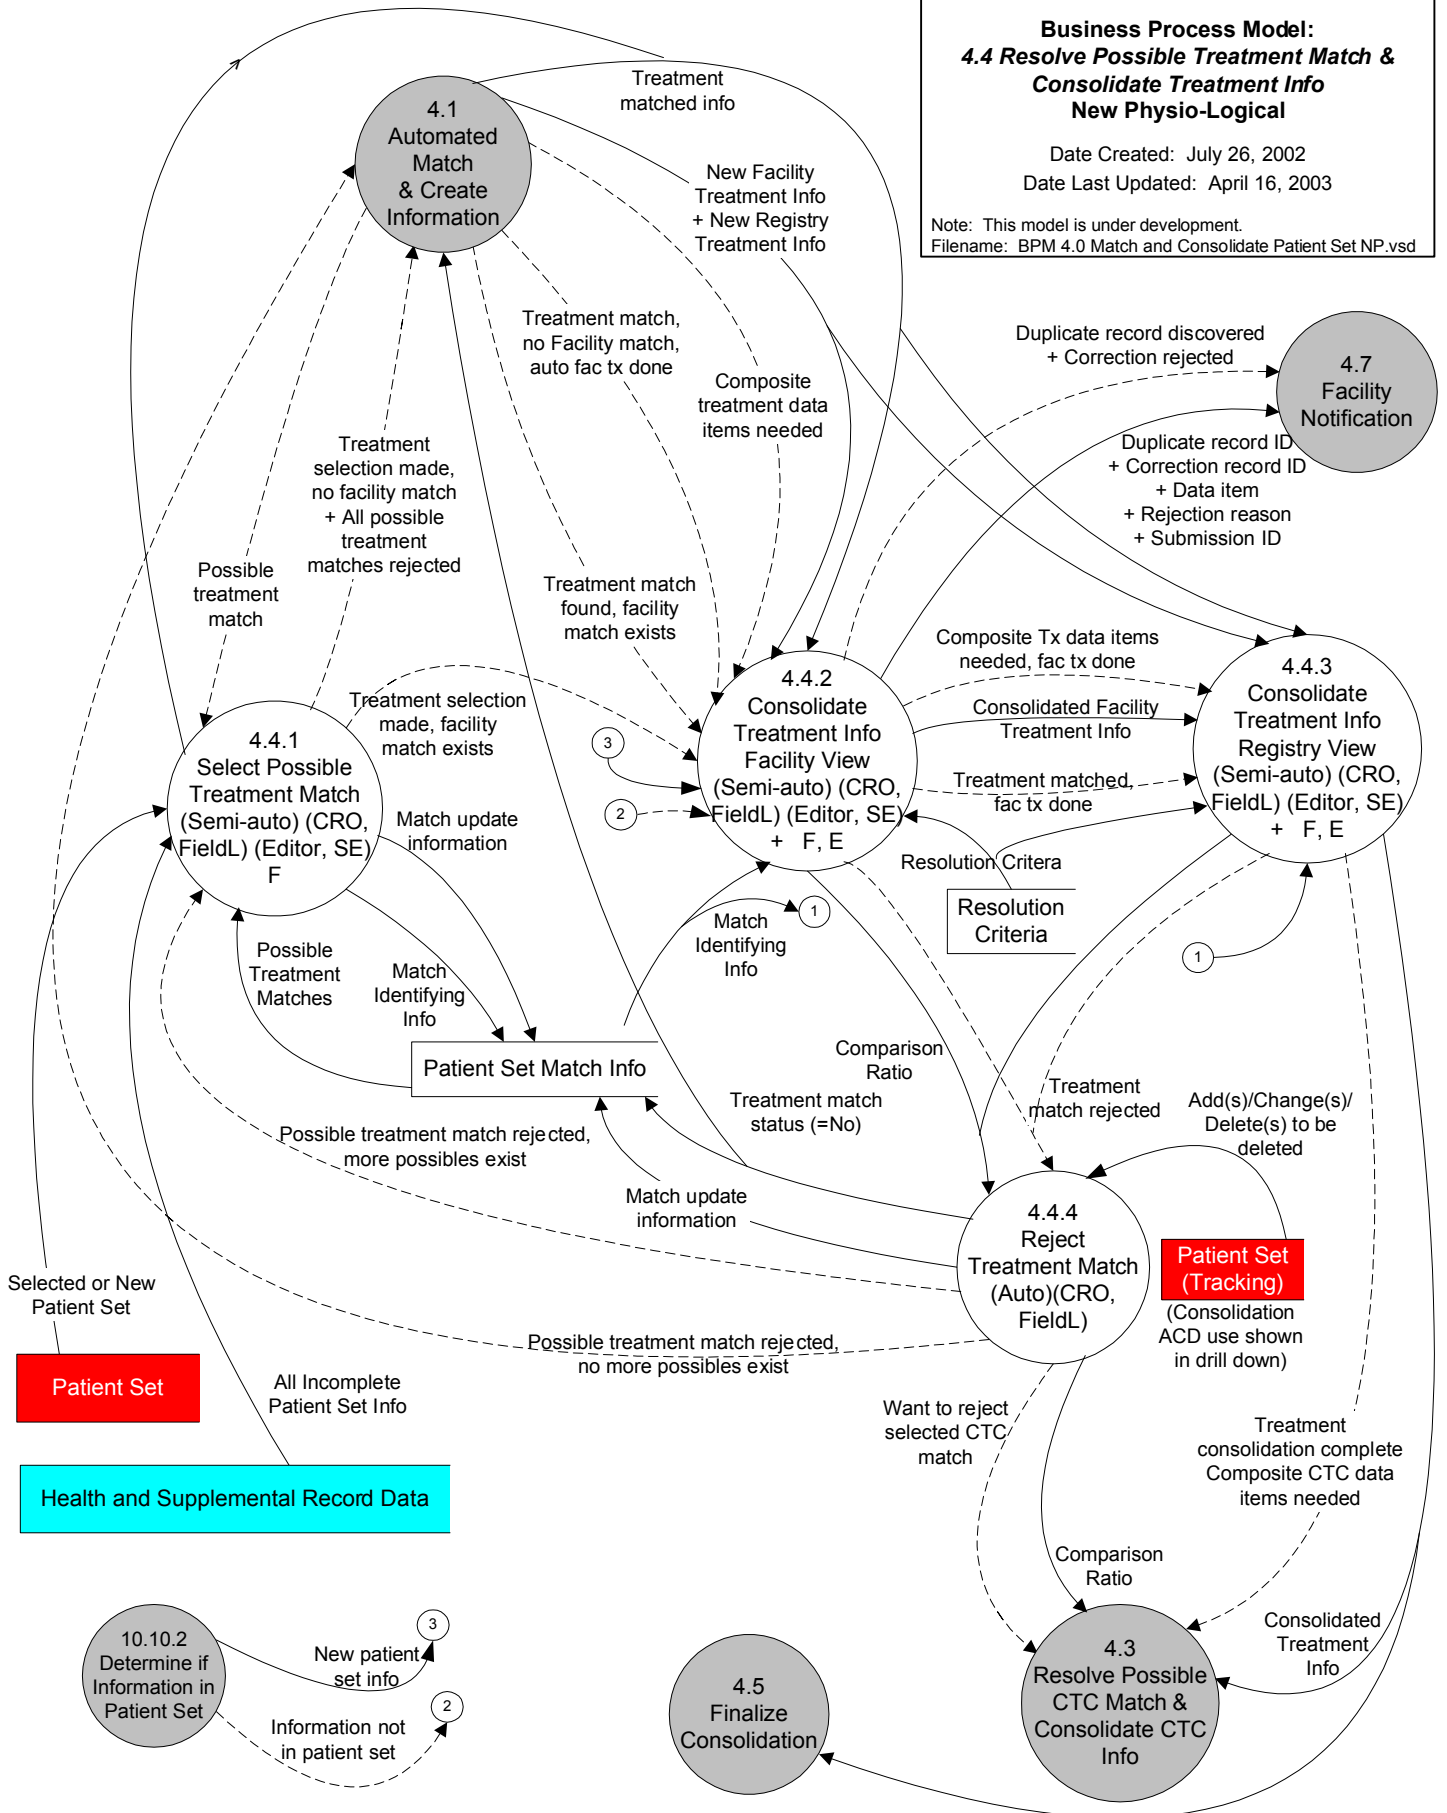 Business Process Model:
4.4 Resolve Possible Treatment Match &
Consolidate Treatment Info
New Physio-Logical
Date Created: July 26, 2002
Date Last Updated: April 16, 2003
Note: This model is under development.
Filename: BPM 4.0 Match and Consolidate Patient Set NP.vsd
Treatment
matched info
4.1
Automated
Match
& Create
Information
New Facility
Treatment Info
+ New Registry
Treatment Info
Treatment match,
no Facility match,
auto fac tx done
Composite
treatment data
items needed
Duplicate record discovered
+ Correction rejected
4.7
Facility
Notification
Duplicate record ID
+ Correction record ID
+ Data item
+ Rejection reason
+ Submission ID
Treatment
selection made,
no facility match
+ All possible
treatment
matches rejected
Possible
treatment
match
Treatment match
found, facility
match exists
Treatment selection
made, facility
match exists
4.4.1
Select Possible
Treatment Match
(Semi-auto) (CRO,
FieldL) (Editor, SE)
F
3
2
4.4.2
Consolidate
Treatment Info
Facility View
(Semi-auto) (CRO,
FieldL) (Editor, SE)
+ F, E
Composite Tx data items
needed, fac tx done
Consolidated Facility
Treatment Info
Treatment matched,
fac tx done
4.4.3
Consolidate
Treatment Info
Registry View
(Semi-auto) (CRO,
FieldL) (Editor, SE)
+ F, E
Match update
information
Resolution Critera
Resolution
Criteria
1
1
Match
Identifying
Info
Possible
Treatment
Matches
Match
Identifying
Info
Patient Set Match Info
Comparison
Ratio
Treatment match
status (=No)
Treatment
match rejected
Add(s)/Change(s)/
Delete(s) to be
deleted
Possible treatment match rejected,
more possibles exist
Match update
information
4.4.4
Reject
Treatment Match
(Auto)(CRO,
FieldL)
Patient Set
(Tracking)
(Consolidation
ACD use shown
in drill down)
Selected or New
Patient Set
Patient Set
Possible treatment match rejected,
no more possibles exist
All Incomplete
Patient Set Info
Health and Supplemental Record Data
Want to reject
selected CTC
match
Treatment
consolidation complete
Composite CTC data
items needed
Comparison
Ratio
10.10.2
Determine if
Information in
Patient Set
New patient
set info
3
Information not
in patient set
2
4.5
Finalize
Consolidation
4.3
Resolve Possible
CTC Match &
Consolidate CTC
Info
Consolidated
Treatment
Info